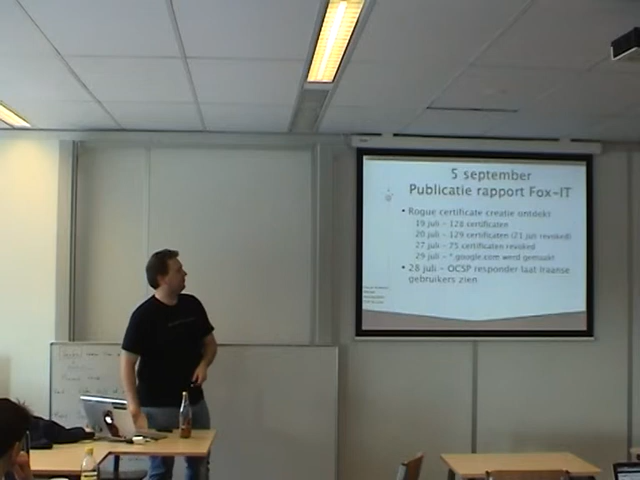 5 september
Publicatie rapport Fox-IT
• Rogue certificate creatie ontdekt
19 juli - 128 certificaten
20 juli - 129 certificaten (21 juli revoked)
27 juli - 75 certificaten revoked
29 juli - *.google.com werd gemaakt
• 28 juli - OCSP responder laat Iraanse
gebruikers zien